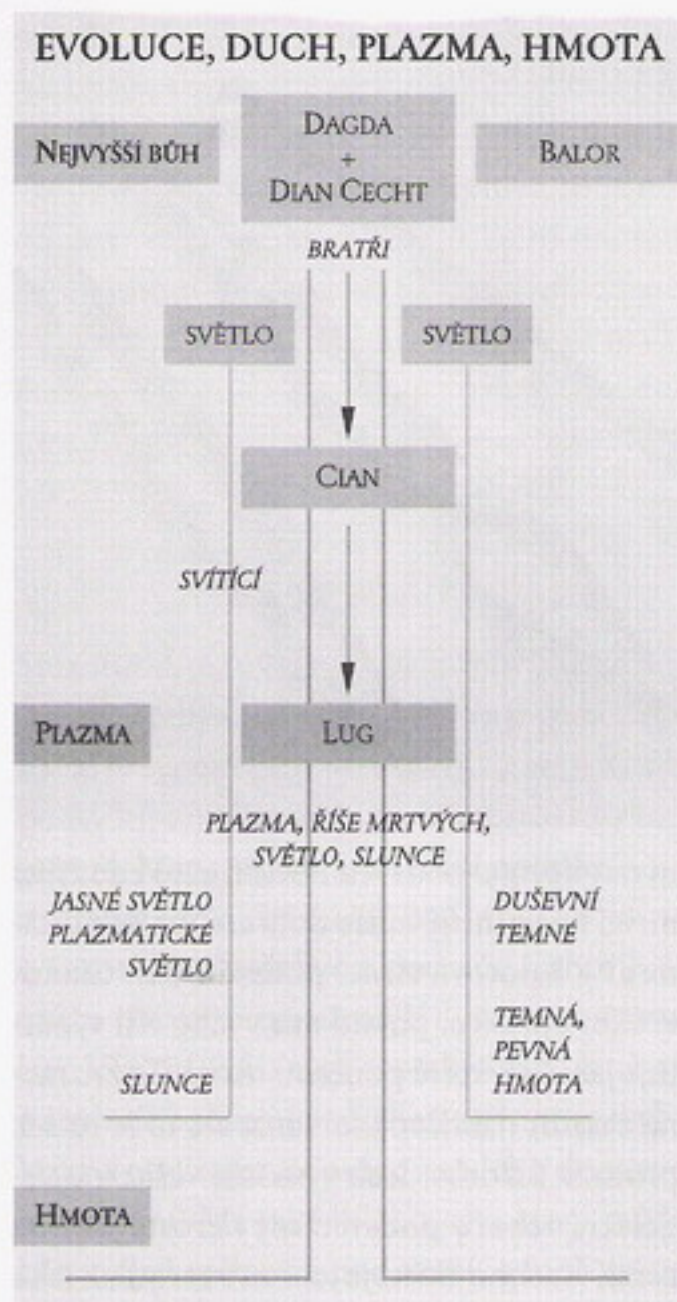 EVOLUCE, DUCH, PLAZMA, HMOTA
NEJVYŠŠÍ BŮH
DAGDA
+
DIAN CECHT
BALOR
BRATŘI
SVĚTLO
SVĚTLO
CIAN
SVÍTÍCÍ
PLAZMA
LUG
PLAZMA, ŘÍŠE MRTVÝCH,
SVĚTLO, SLUNCE
JASNÉ SVĚTLO
PLAZMATICKÉ
SVĚTLO
DUŠEVNÍ
TEMNÉ
TEMNÁ,
PEVNÁ
HMOTA
SLUNCE
HMOTA